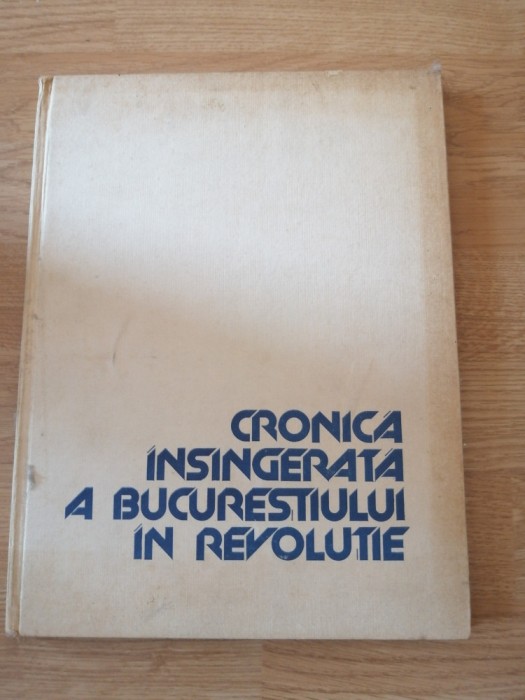 CRONICA
INSINGERATA
A BUCURESTIULUI
IN REVOLUTIE